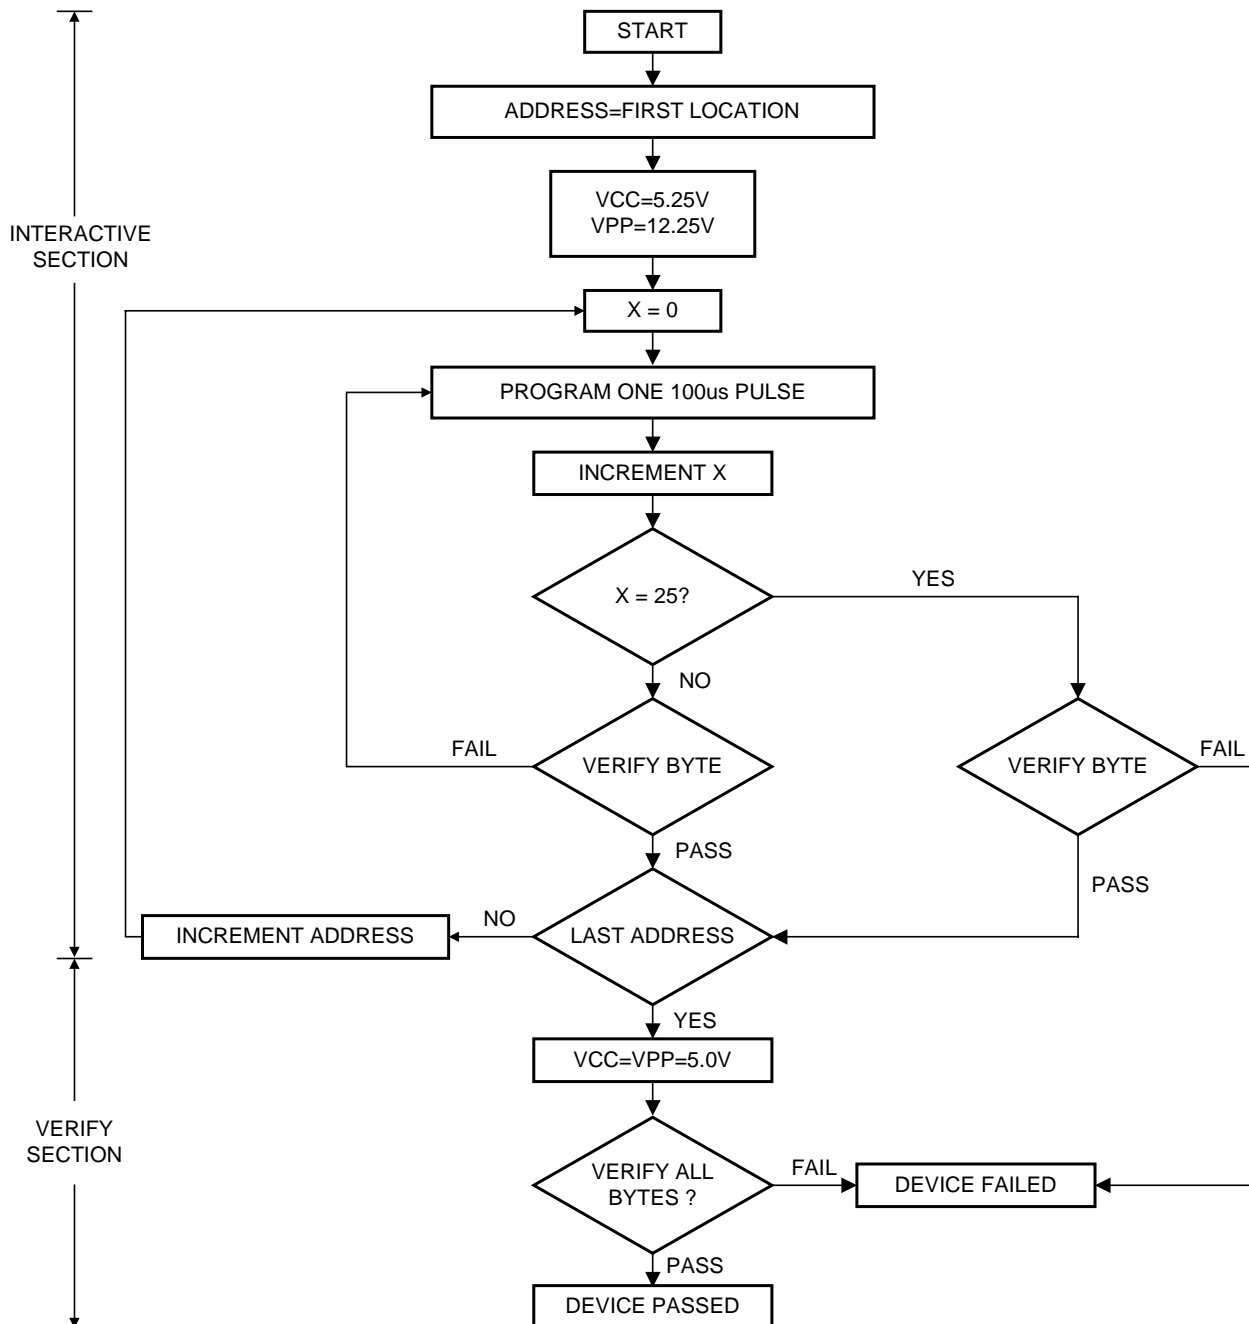 START
ADDRESS=FIRST LOCATION
VCC=5.25V
VPP=12.25V
INTERACTIVE
SECTION
X = 0
PROGRAM ONE 100us PULSE
INCREMENT X
X = 25?
YES
NO
FAIL
VERIFY BYTE
VERIFY BYTE
FAIL
PASS
PASS
INCREMENT ADDRESS
NO
LAST ADDRESS
YES
VCC=VPP=5.0V
VERIFY
SECTION
VERIFY ALL
BYTES ?
FAIL
DEVICE FAILED
PASS
DEVICE PASSED